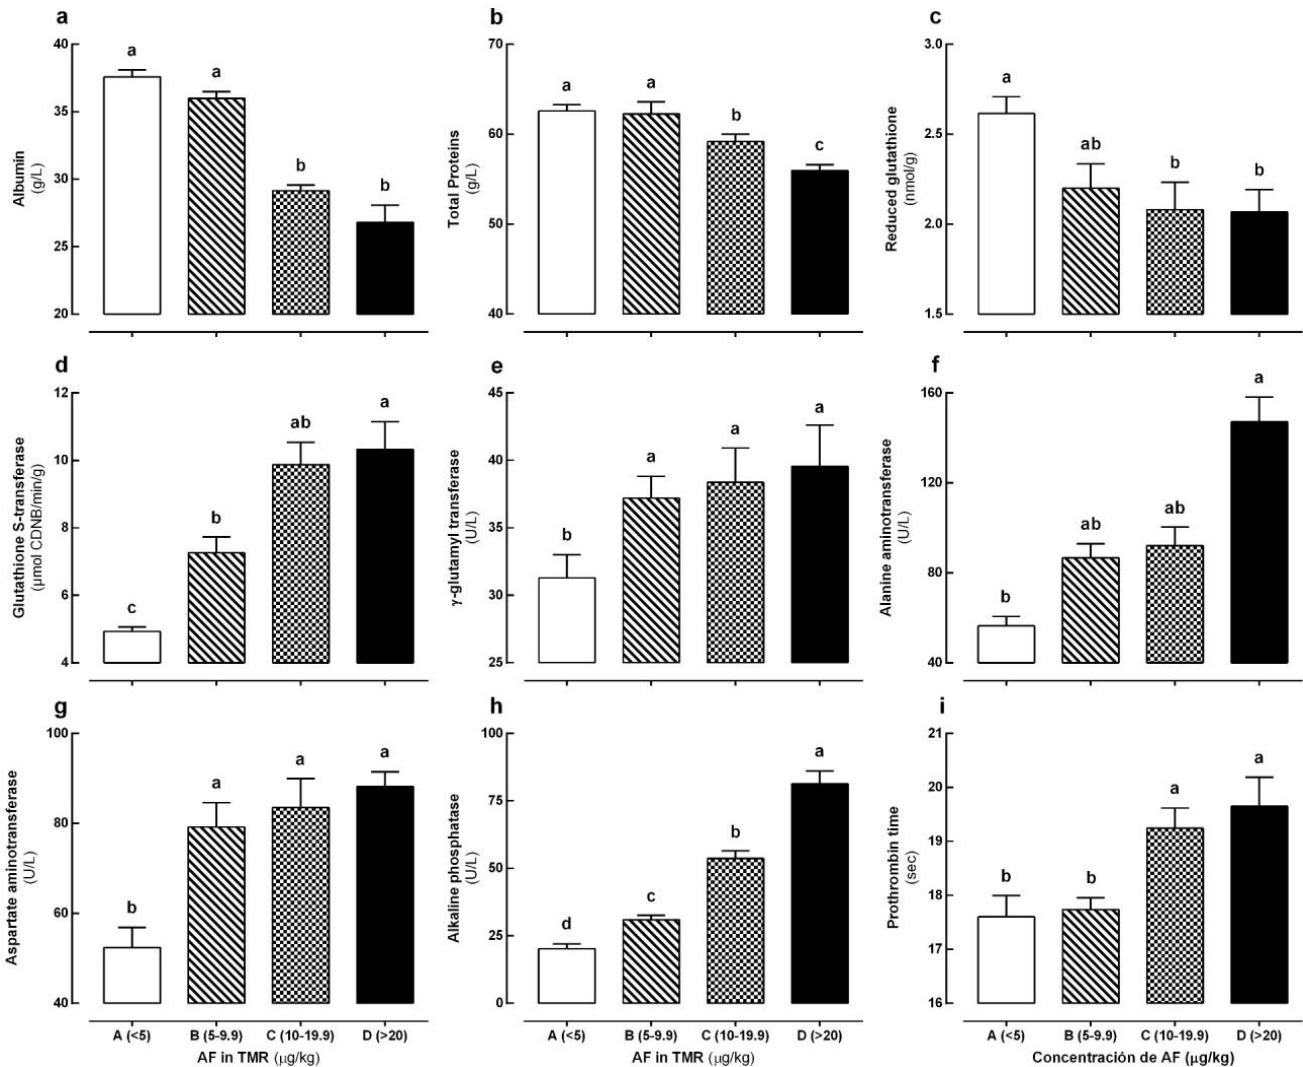 a
Albumin
(g/L)
40
35
30
25
20
a
a
b
b
b
Total Proteins
(g/L)
70
60
50
40
a
a
b
c
c
Reduced glutathione
(nmol/g)
3.0
2.5
2.0
1.5
a
ab
b
b
d
Glutathione S-transferase
(µmol CDNB/min/g)
12
10
8
6
4
c
b
ab
a
e
γ-glutamyl transferase
(U/L)
45
40
35
30
25
b
a
a
a
f
Alanine aminotransferase
(U/L)
160
120
80
40
b
ab
ab
a
g
Aspartate aminotransferase
(U/L)
100
80
60
40
b
a
a
a
A (<5) B (5-9.9) C (10-19.9) D (>20)
AF in TMR (µg/kg)
h
Alkaline phosphatase
(U/L)
100
75
50
25
0
d
c
b
a
A (<5) B (5-9.9) C (10-19.9) D (>20)
AF in TMR (µg/kg)
i
Prothrombin time
(sec)
21
20
19
18
17
16
b
b
a
a
A (<5) B (5-9.9) C (10-19.9) D (>20)
Concentración de AF (µg/kg)